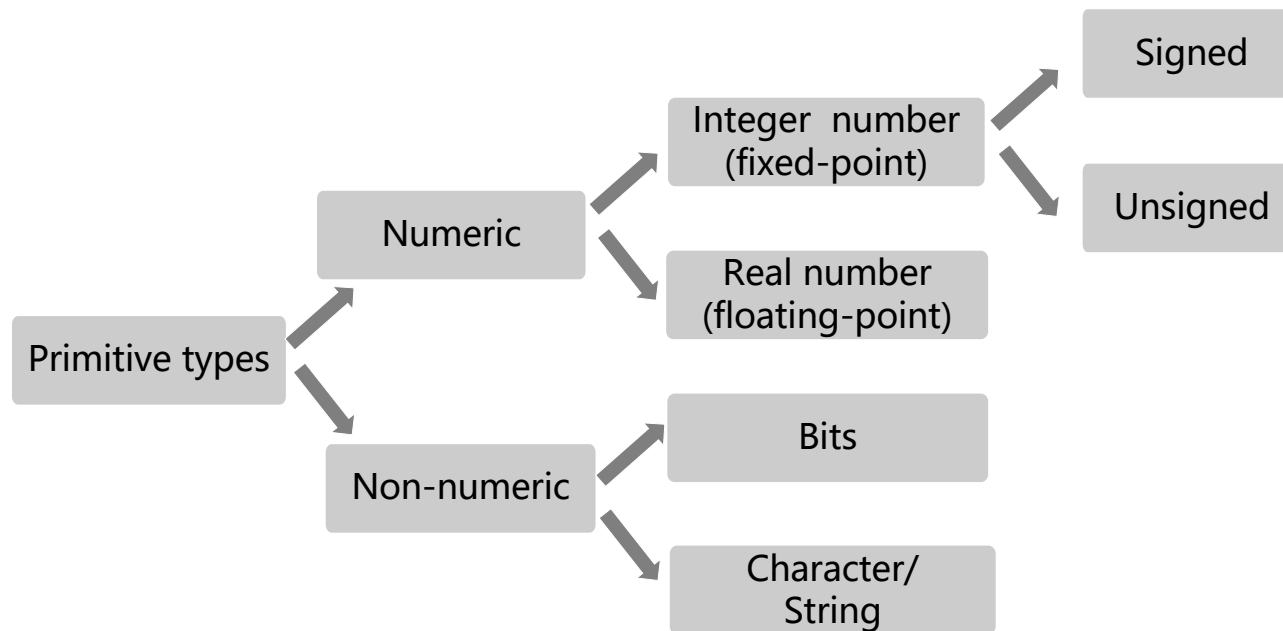 Signed
Integer number
(fixed-point)
Unsigned
Numeric
Real number
(floating-point)
Primitive types
Bits
Non-numeric
Character/
String